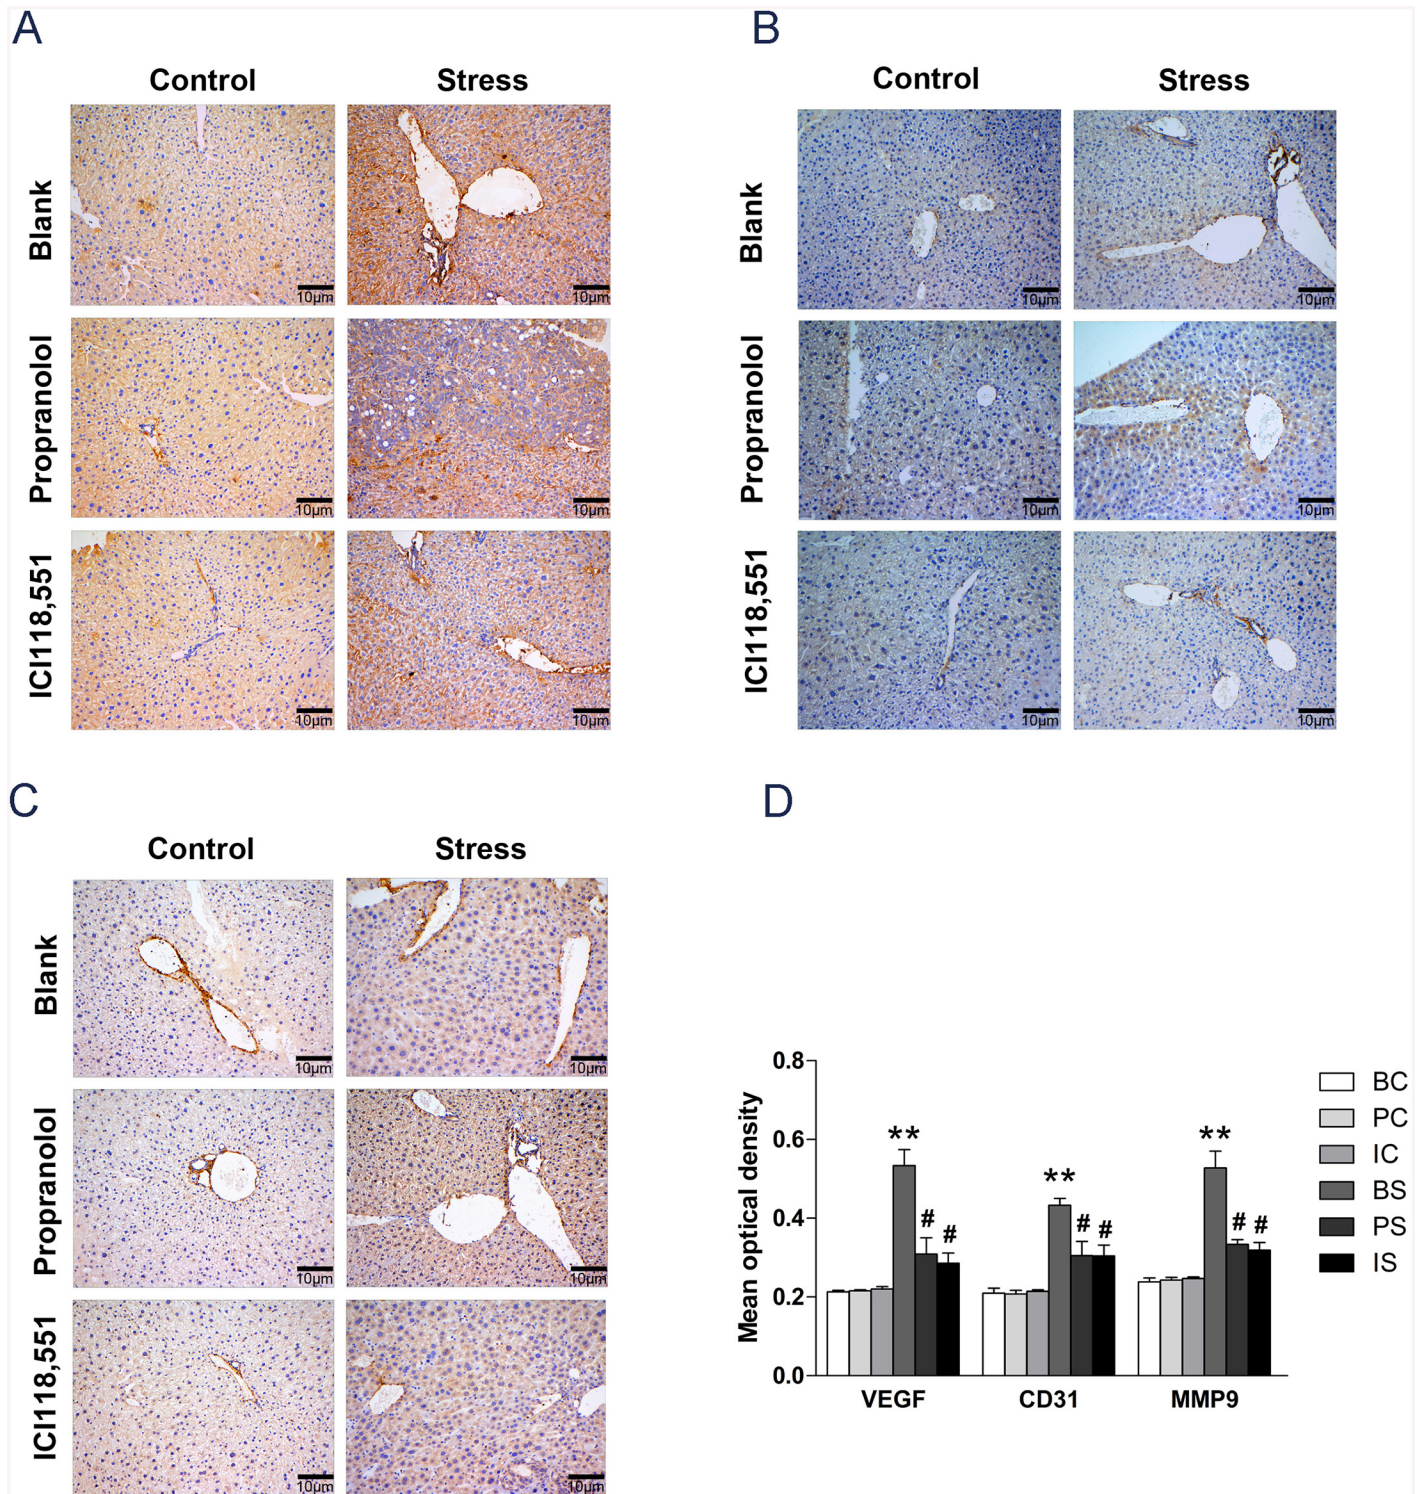 A
Control Stress
Blank
10μm 10μm
Propranolol
10μm 10μm
ICI118,551
10μm 10μm
B
Control Stress
Blank
10μm 10μm
Propranolol
10μm 10μm
ICI118,551
10μm 10μm
C
Control Stress
Blank
10μm 10μm
Propranolol
10μm 10μm
ICI118,551
10μm 10μm
D
Mean optical density
0.8
0.6
0.4
0.2
0.0
** # #
** # #
** # #
VEGF CD31 MMP9
BC
PC
IC
BS
PS
IS